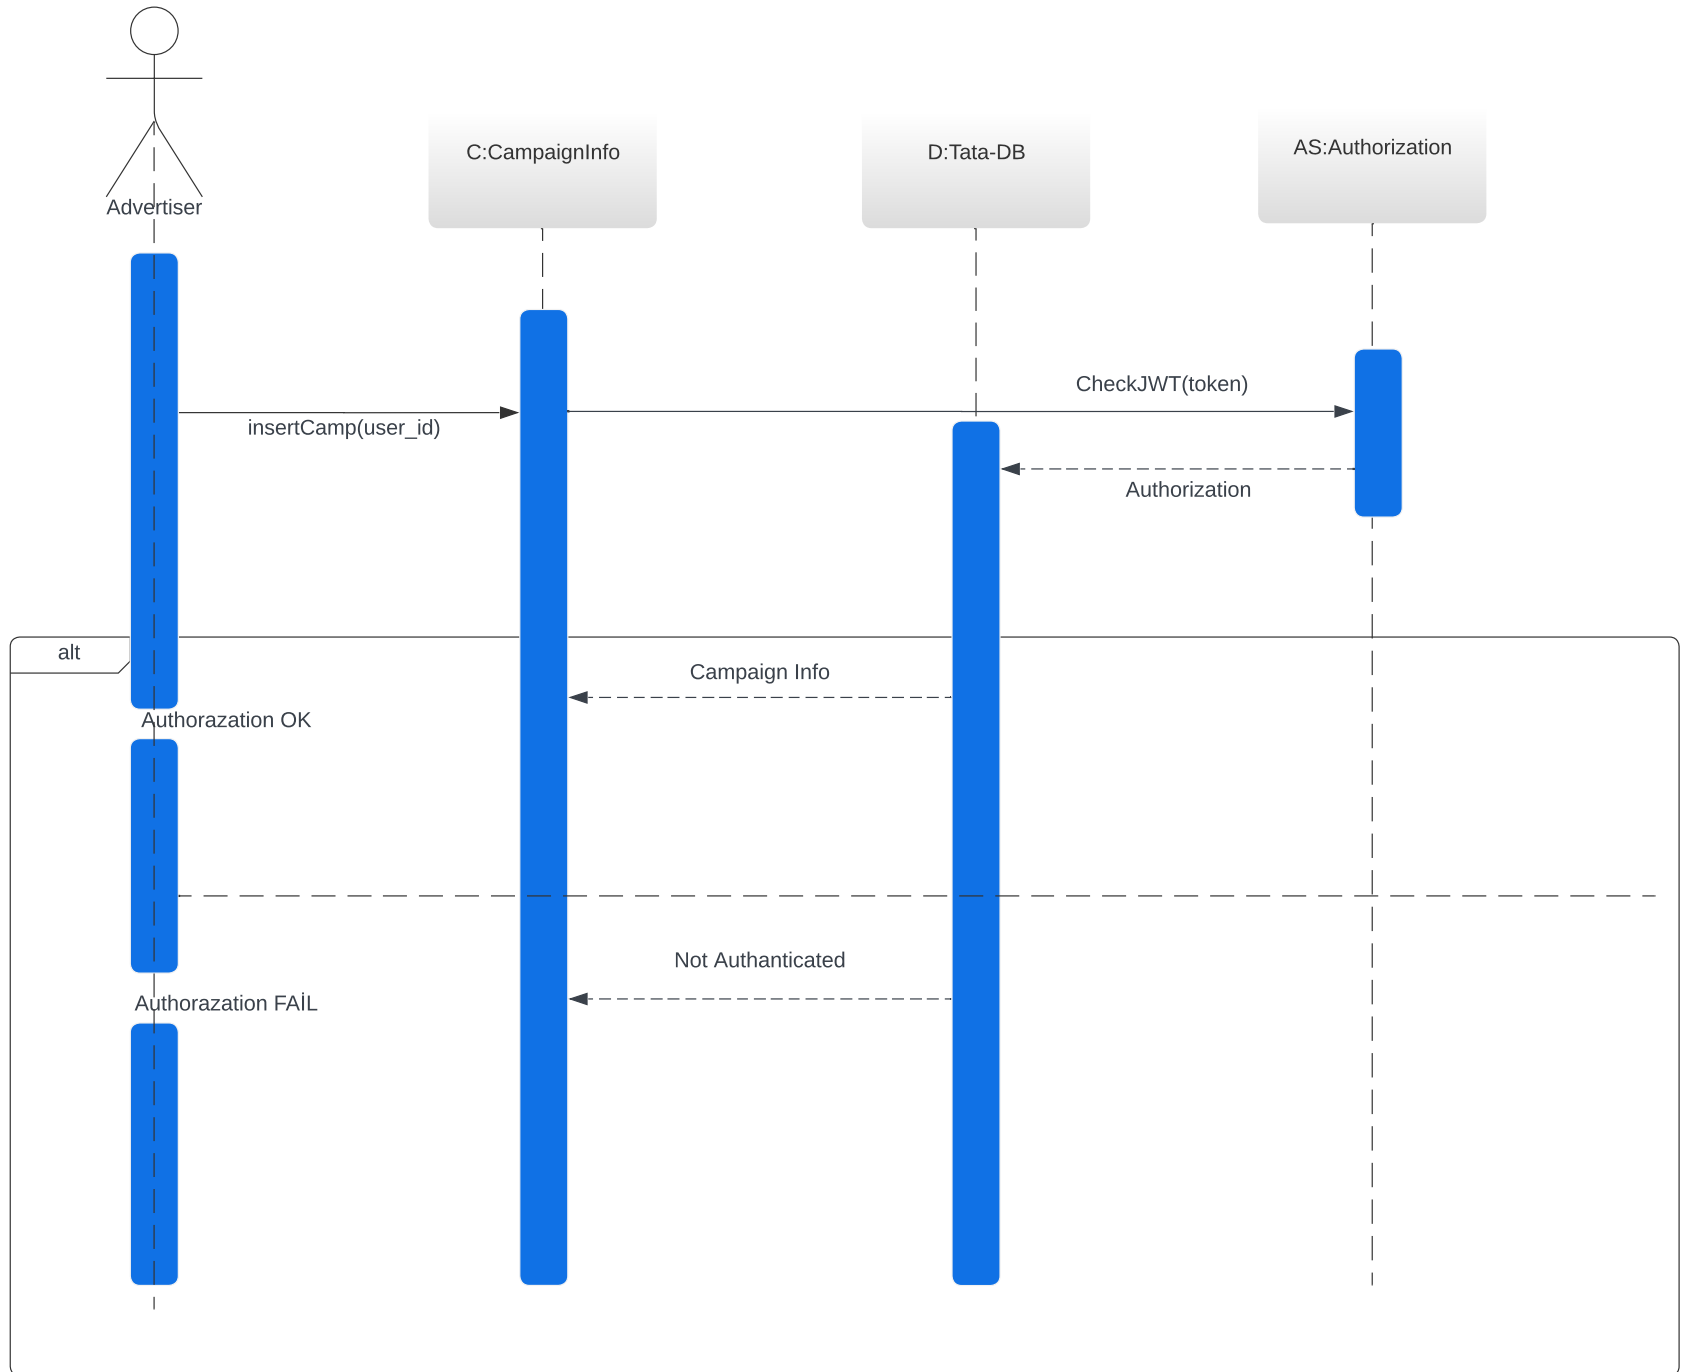 Advertiser
C:CampaignInfo
D:Tata-DB
AS:Authorization
CheckJWT(token)
insertCamp(user_id)
Authorization
alt
Campaign Info
Authorazation OK
Not Authanticated
Authorazation FAİL